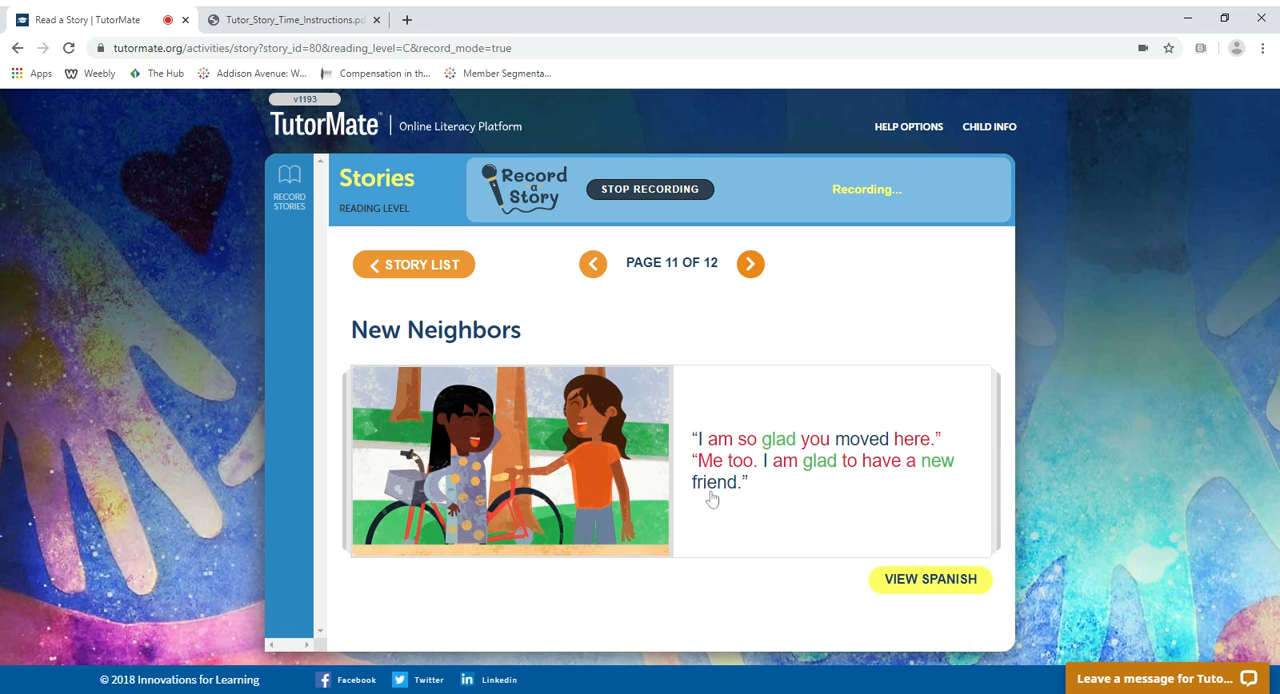 Read a Story | TutorMate
Tutor_Story_Time_Instructions.pd
tutormate.org/activities/story?story_id=80&reading_level=C&record_mode=true
Apps
Weebly
The Hub
Addison Avenue: W...
Compensation in th...
Member Segmenta...
v1193
TutorMate™ | Online Literacy Platform
HELP OPTIONS
CHILD INFO
RECORD
STORIES
Stories
READING LEVEL
Record
a
Story
STOP RECORDING
Recording...
STORY LIST
PAGE 11 OF 12
New Neighbors
“I am so glad you moved here.”
“Me too. I am glad to have a new
friend.”
VIEW SPANISH
© 2018 Innovations for Learning
Facebook
Twitter
Linkedin
Leave a message for Tuto...